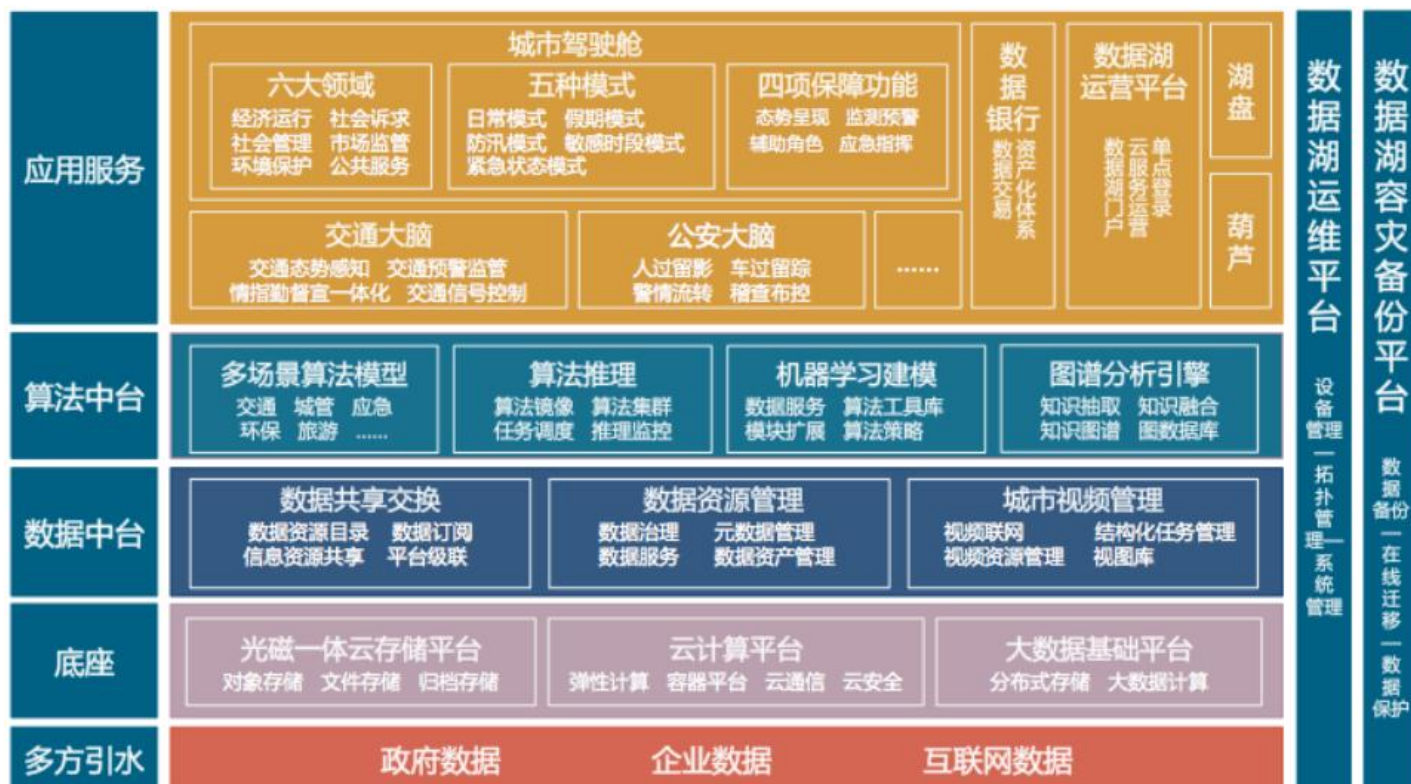 应用服务
城市驾驶舱
六大领域
经济运行 社会诉求
社会管理 市场监管
环境保护 公共服务
五种模式
日常模式 假期模式
防汛模式 敏感时段模式
紧急状态模式
四项保障功能
态势呈现 监测预警
辅助角色 应急指挥
交通大脑
交通态势感知 交通预警监管
情指勤督宣一体化 交通信号控制
公安大脑
人过留影 车过留踪
警情流转 稽查布控
……
数据银行
资产化体系
数据交易
数据湖
运营平台
单点登录
云服务运营
数据湖门户
湖盘
葫芦
算法中台
多场景算法模型
交通 城管 应急
环保 旅游 ……
算法推理
算法镜像 算法集群
任务调度 推理监控
机器学习建模
数据服务 算法工具库
模块扩展 算法策略
图谱分析引擎
知识抽取 知识融合
知识图谱 图数据库
数据中台
数据共享交换
数据资源目录 数据订阅
信息资源共享 平台级联
数据资源管理
数据治理 元数据管理
数据服务 数据资产管理
城市视频管理
视频联网 结构化任务管理
视频资源管理 视图库
底座
光磁一体云存储平台
对象存储 文件存储 归档存储
云计算平台
弹性计算 容器平台 云通信 云安全
大数据基础平台
分布式存储 大数据计算
多方引水
政府数据 企业数据 互联网数据
数据湖运维平台
设备管理|拓扑管理|系统管理
数据湖容灾备份平台
数据备份|在线迁移|数据保护